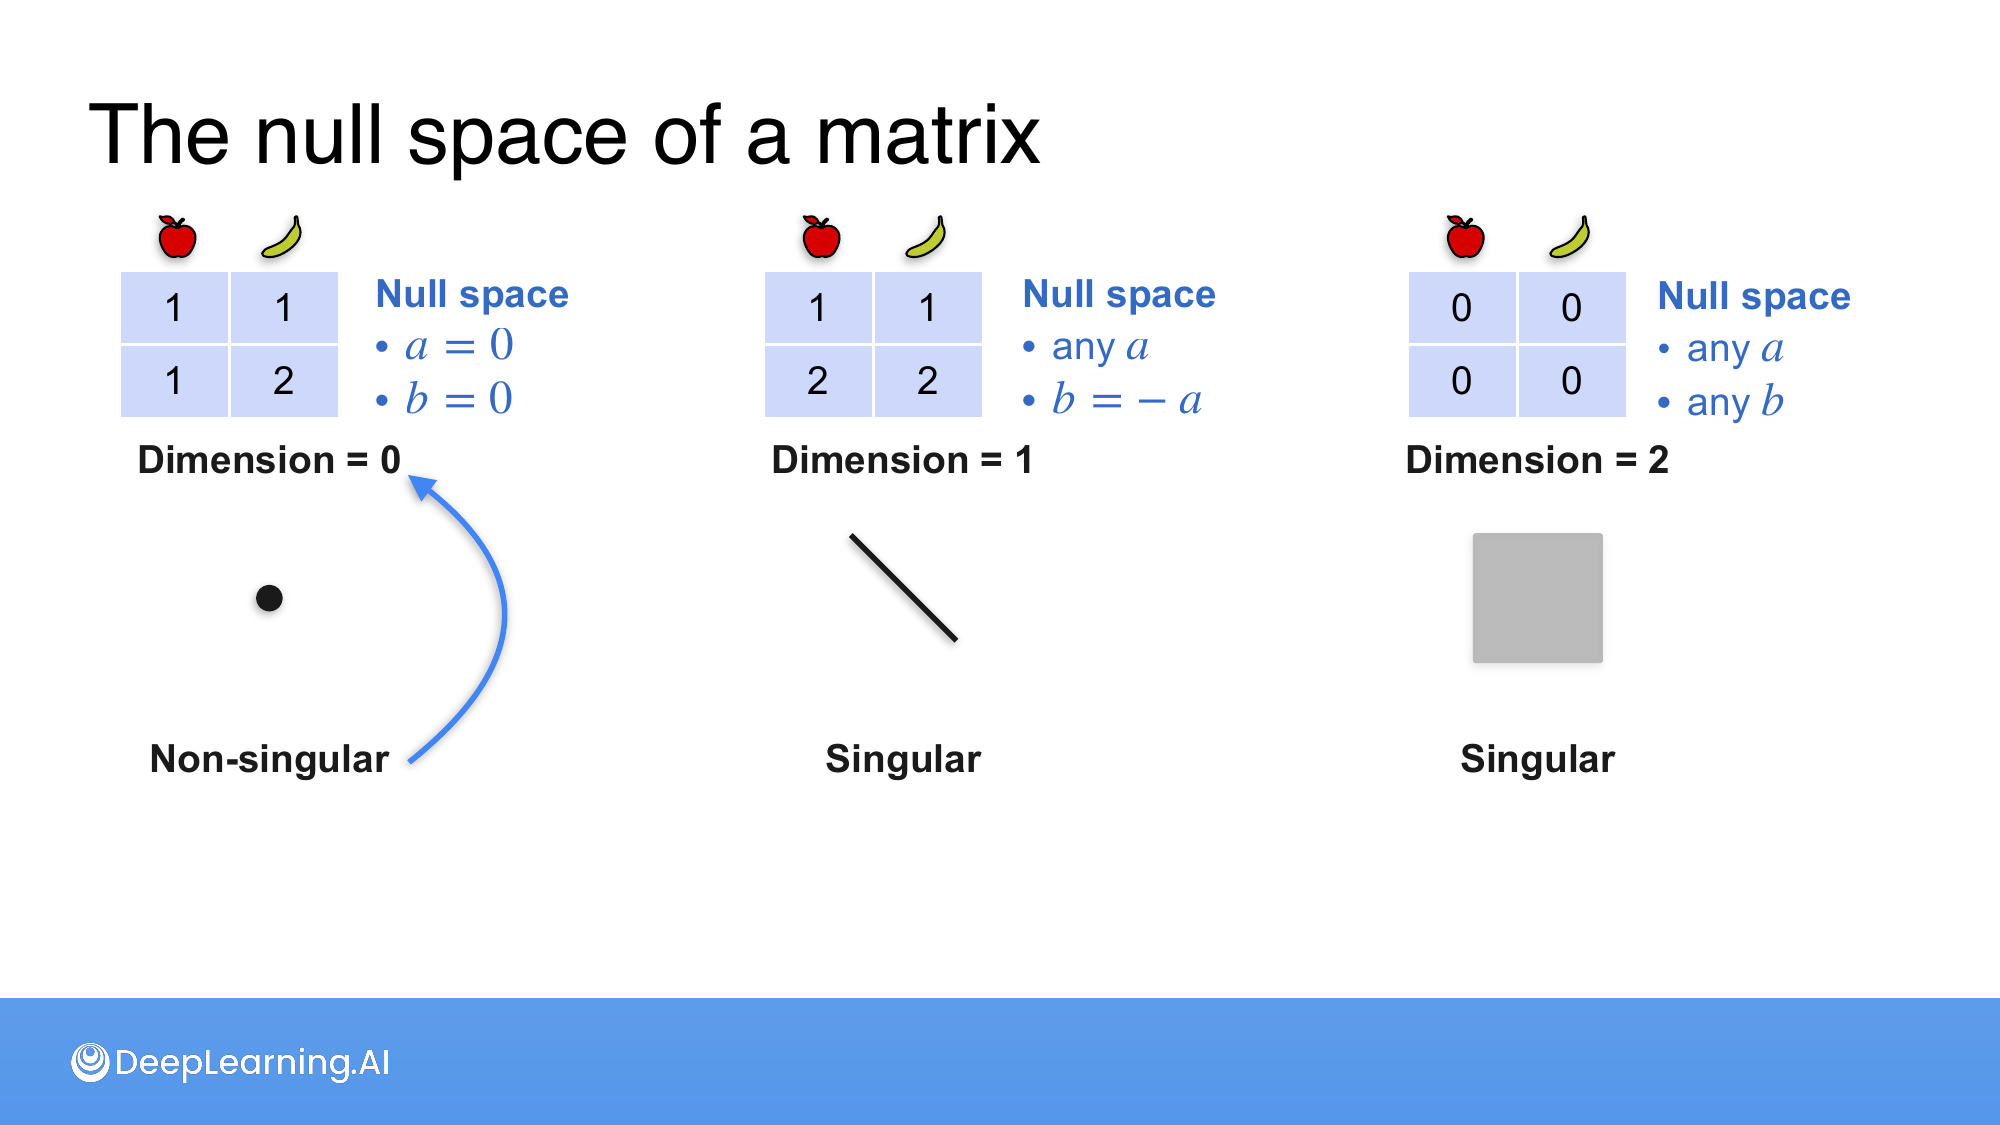 The null space of a matrix
1 1
1 2
Null space
• a = 0
• b = 0
Dimension = 0
Non-singular
1 1
2 2
Null space
• any a
• b = − a
Dimension = 1
Singular
0 0
0 0
Null space
• any a
• any b
Dimension = 2
Singular
DeepLearning.AI